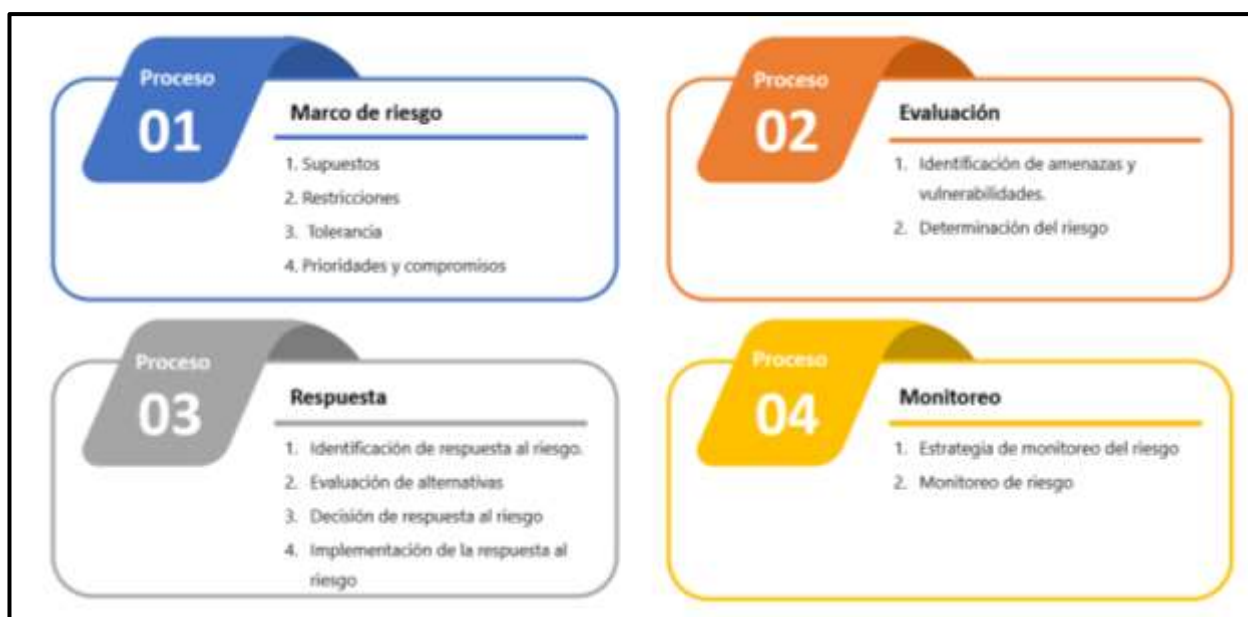 Proceso
01
Marco de riesgo
1. Supuestos
2. Restricciones
3. Tolerancia
4. Prioridades y compromisos
Proceso
02
Evaluación
1. Identificación de amenazas y
vulnerabilidades.
2. Determinación del riesgo
Proceso
03
Respuesta
1. Identificación de respuesta al riesgo.
2. Evaluación de alternativas
3. Decisión de respuesta al riesgo
4. Implementación de la respuesta al
riesgo
Proceso
04
Monitoreo
1. Estrategia de monitoreo del riesgo
2. Monitoreo de riesgo